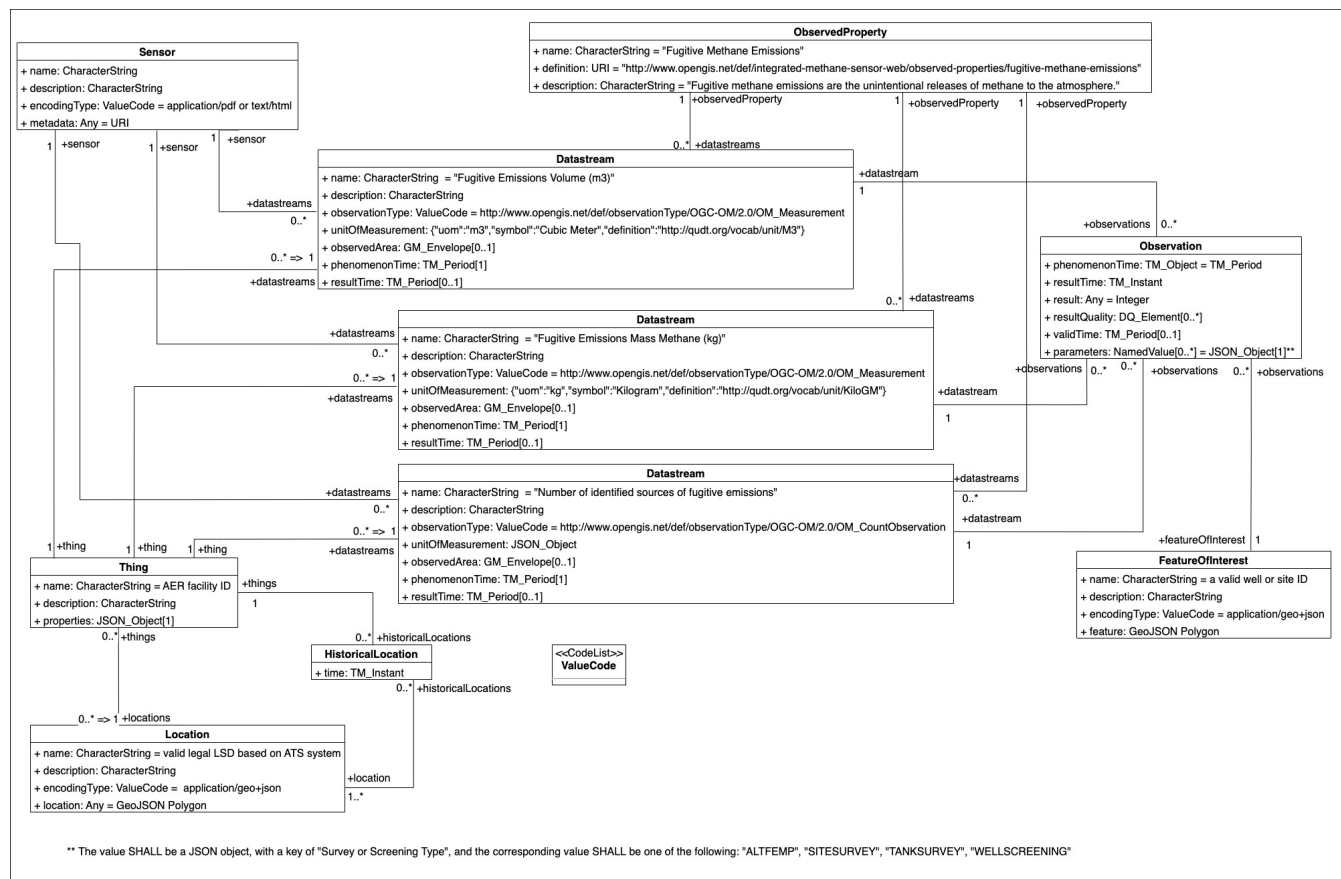 ObservedProperty
+ name: CharacterString = "Fugitive Methane Emissions"
+ definition: URI = "http://www.opengis.net/def/integrated-methane-sensor-web/observed-properties/fugitive-methane-emissions"
+ description: CharacterString = "Fugitive methane emissions are the unintentional releases of methane to the atmosphere."
Sensor
+ name: CharacterString
+ description: CharacterString
+ encodingType: ValueCode = application/pdf or text/html
+ metadata: Any = URI
1
+observedProperty
1
+observedProperty
1
+observedProperty
1
+sensor
1
+sensor
1
+sensor
0..*
+datastreams
Datastream
+ name: CharacterString = "Fugitive Emissions Volume (m3)"
+ description: CharacterString
+ observationType: ValueCode = http://www.opengis.net/def/observationType/OGC-OM/2.0/OM_Measurement
+ unitOfMeasurement: {"uom":"m3","symbol":"Cubic Meter","definition":"http://qudt.org/vocab/unit/M3"}
+ observedArea: GM_Envelope[0..1]
+ phenomenonTime: TM_Period[1]
+ resultTime: TM_Period[0..1]
+datastreams
0..*
0..* => 1
+datastreams
+datastream
1
+observations
0..*
Observation
+ phenomenonTime: TM_Object = TM_Period
+ resultTime: TM_Instant
+ result: Any = Integer
+ resultQuality: DQ_Element[0..*]
+ validTime: TM_Period[0..1]
+ parameters: NamedValue[0..*] = JSON_Object[1]**
0..*
+datastreams
Datastream
+ name: CharacterString = "Fugitive Emissions Mass Methane (kg)"
+ description: CharacterString
+ observationType: ValueCode = http://www.opengis.net/def/observationType/OGC-OM/2.0/OM_Measurement
+ unitOfMeasurement: {"uom":"kg","symbol":"Kilogram","definition":"http://qudt.org/vocab/unit/KiloGM"}
+ observedArea: GM_Envelope[0..1]
+ phenomenonTime: TM_Period[1]
+ resultTime: TM_Period[0..1]
+datastreams
0..*
0..* => 1
+datastreams
+observations
0..*
0..*
+observations
0..*
+observations
+datastream
1
Datastream
+ name: CharacterString = "Number of identified sources of fugitive emissions"
+ description: CharacterString
+ observationType: ValueCode = http://www.opengis.net/def/observationType/OGC-OM/2.0/OM_CountObservation
+ unitOfMeasurement: JSON_Object
+ observedArea: GM_Envelope[0..1]
+ phenomenonTime: TM_Period[1]
+ resultTime: TM_Period[0..1]
+datastreams
0..*
0..* => 1
+datastreams
+datastreams
0..*
+datastream
1
+featureOfInterest
1
FeatureOfInterest
+ name: CharacterString = a valid well or site ID
+ description: CharacterString
+ encodingType: ValueCode = application/geo+json
+ feature: GeoJSON Polygon
1
+thing
1
+thing
1
+thing
Thing
+ name: CharacterString = AER facility ID
+ description: CharacterString
+ properties: JSON_Object[1]
+things
1
0..*
+things
0..*
+historicalLocations
HistoricalLocation
+ time: TM_Instant
0..*
+historicalLocations
<<CodeList>>
ValueCode
0..* => 1
+locations
Location
+ name: CharacterString = valid legal LSD based on ATS system
+ description: CharacterString
+ encodingType: ValueCode = application/geo+json
+ location: Any = GeoJSON Polygon
+location
1..*
** The value SHALL be a JSON object, with a key of "Survey or Screening Type", and the corresponding value SHALL be one of the following: "ALTFEMP", "SITESURVEY", "TANKSURVEY", "WELLSCREENING"